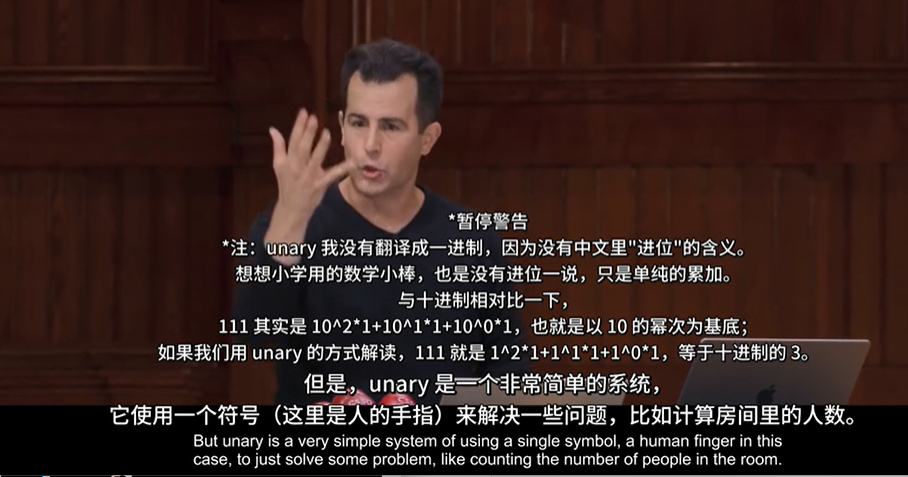 *暂停警告
*注：unary 我没有翻译成一进制，因为没有中文里"进位"的含义。
想想小学用的数学小棒，也是没有进位一说，只是单纯的累加。
与十进制相对比一下，
111 其实是 10^2*1+10^1*1+10^0*1，也就是以 10 的幂次为基底；
如果我们用 unary 的方式解读，111 就是 1^2*1+1^1*1+1^0*1，等于十进制的 3。
但是，unary 是一个非常简单的系统，
它使用一个符号（这里是人的手指）来解决一些问题，比如计算房间里的人数。
But unary is a very simple system of using a single symbol, a human finger in this
case, to just solve some problem, like counting the number of people in the room.